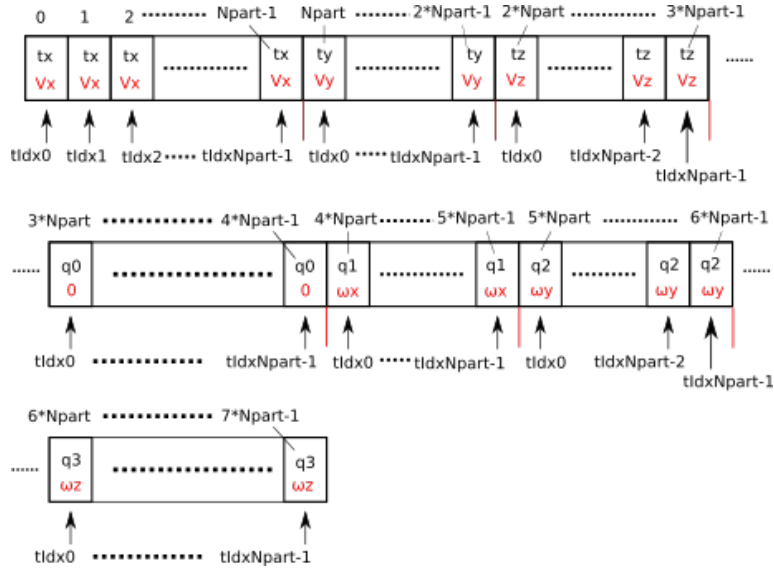 0 1 2 ........ Npart-1 Npart ........ 2*Npart-1 2*Npart ........ 3*Npart-1
tx tx tx tx ty ty tz tz tz
Vx Vx Vx ........ Vx Vy ........ Vy Vz ........ Vz Vz ......
tIdx0 tIdx1 tIdx2 ..... tIdxNpart-1 tIdx0 ..... tIdxNpart-1 tIdx0 tIdxNpart-2
tIdxNpart-1
3*Npart ........ 4*Npart-1 4*Npart ........ 5*Npart-1 5*Npart ........ 6*Npart-1
...... q0 ........ q0 q1 ........ q1 q2 ........ q2 q2 ......
0 0 ωx ωx ωy ωy ωy
tIdx0 ........ tIdxNpart-1 tIdx0 ..... tIdxNpart-1 tIdx0 tIdxNpart-2
tIdxNpart-1
6*Npart ........ 7*Npart-1
...... q3 ........ q3
ωz ωz
tIdx0 ........ tIdxNpart-1